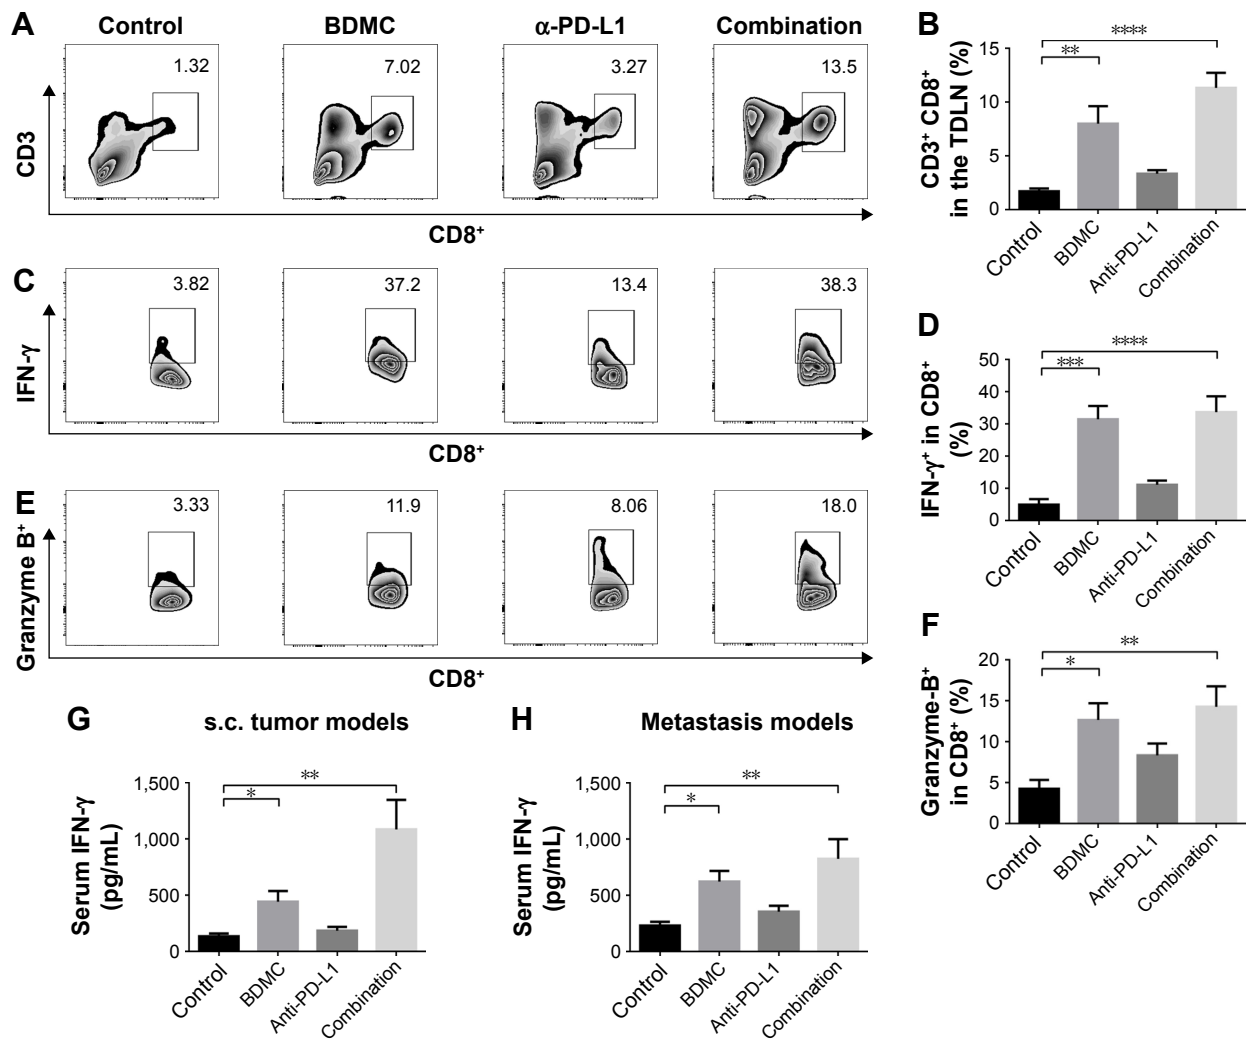 A
Control
BDMC
α-PD-L1
Combination
1.32
7.02
3.27
13.5
CD3
CD8⁺
B
****
**
15
10
5
0
CD3⁺ CD8⁺
in the TDLN (%)
Control
BDMC
Anti-PD-L1
Combination
C
3.82
37.2
13.4
38.3
IFN-γ
CD8⁺
D
****
***
50
40
30
20
10
0
IFN-γ⁺ in CD8⁺
(%)
Control
BDMC
Anti-PD-L1
Combination
E
3.33
11.9
8.06
18.0
Granzyme B⁺
CD8⁺
F
**
*
20
15
10
5
0
Granzyme-B⁺
in CD8⁺ (%)
Control
BDMC
Anti-PD-L1
Combination
G
s.c. tumor models
**
*
1,500
1,000
500
0
Serum IFN-γ
(pg/mL)
Control
BDMC
Anti-PD-L1
Combination
H
Metastasis models
**
*
1,500
1,000
500
0
Serum IFN-γ
(pg/mL)
Control
BDMC
Anti-PD-L1
Combination